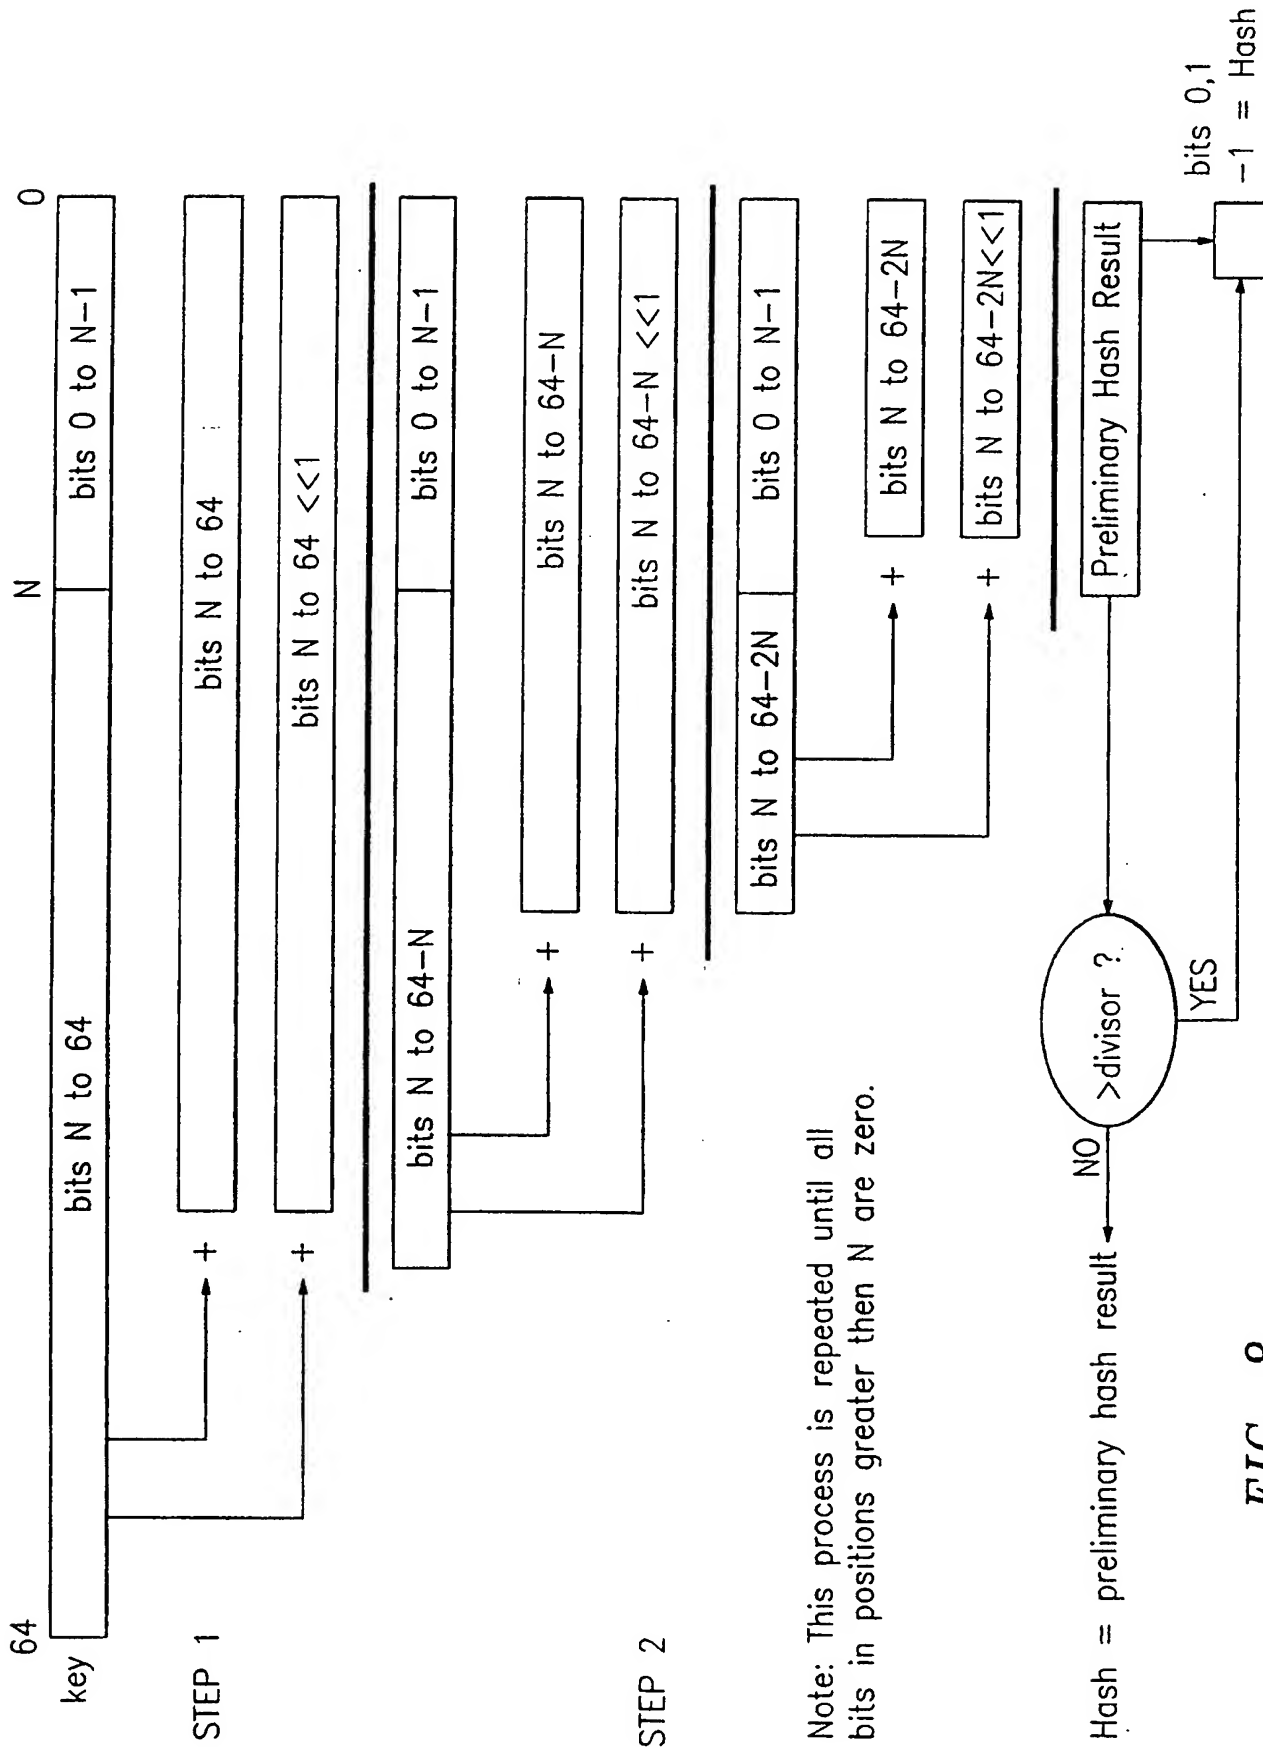 64
N
0
key
bits N to 64
bits 0 to N-1
STEP 1
+
bits N to 64
+
bits N to 64 <<1
bits N to 64-N
bits 0 to N-1
STEP 2
+
bits N to 64-N
+
bits N to 64-N <<1
bits N to 64-2N
bits 0 to N-1
+
bits N to 64-2N
+
bits N to 64-2N<<1
Note: This process is repeated until all
bits in positions greater then N are zero.
Hash = preliminary hash result
NO
>divisor ?
YES
Preliminary Hash Result
bits 0,1
-1 = Hash